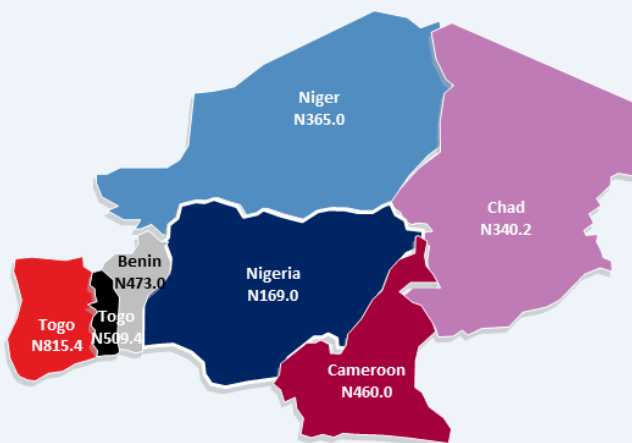 Niger
N365.0
Chad
N340.2
Benin
N473.0
Nigeria
N169.0
Togo
N509.4
Togo
N815.4
Cameroon
N460.0